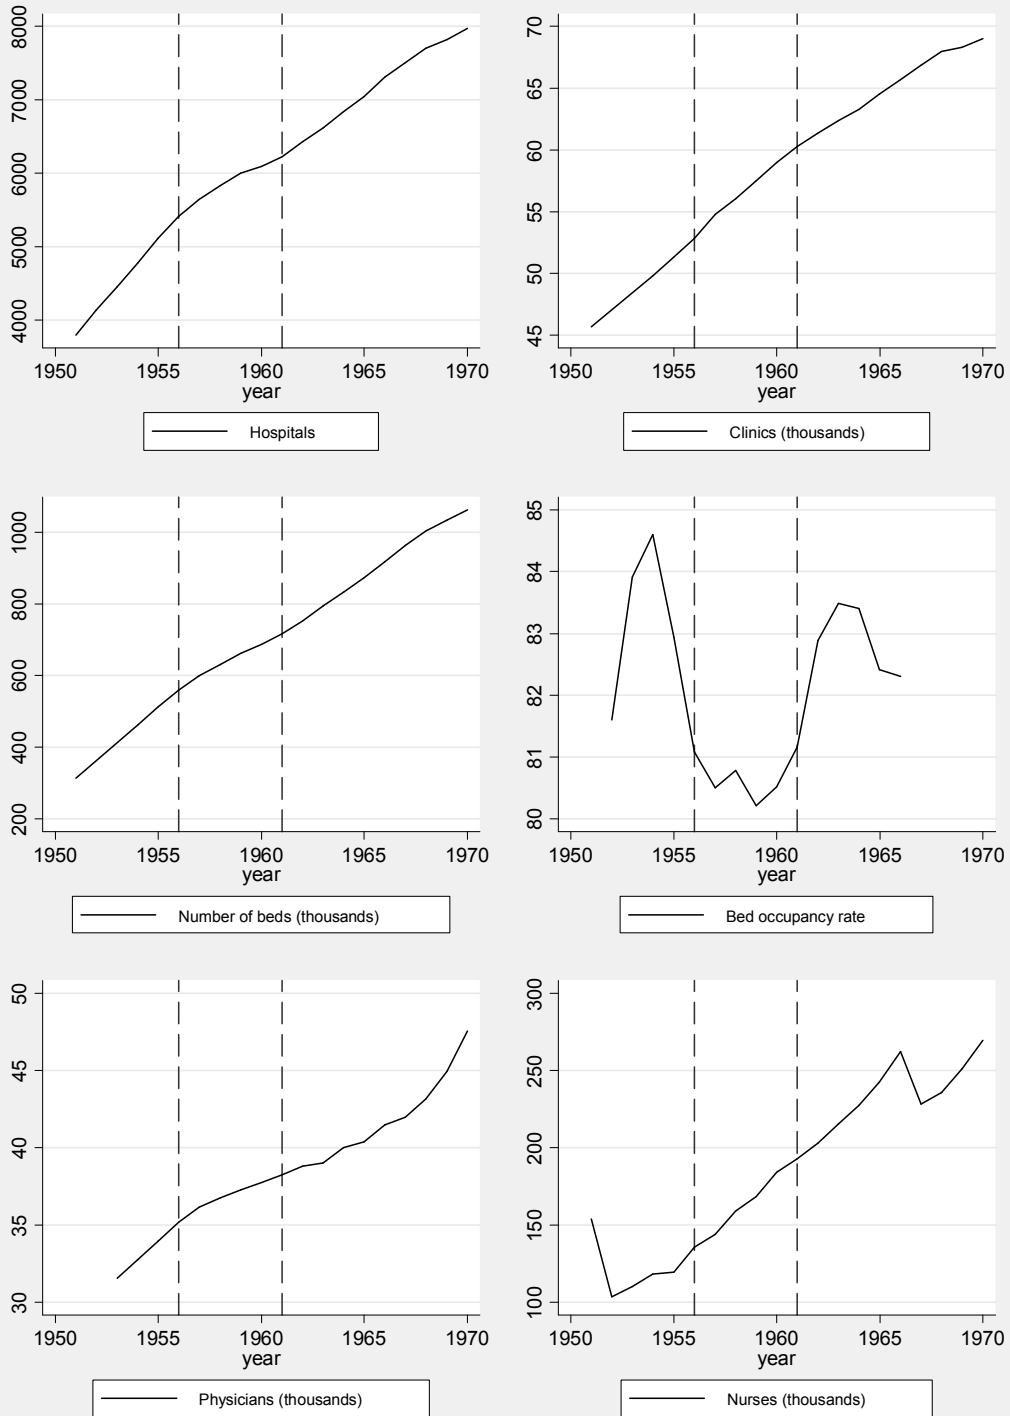 8000
7000
6000
5000
4000
1950 1955 1960 1965 1970
year
Hospitals
70
65
60
55
50
45
1950 1955 1960 1965 1970
year
Clinics (thousands)
1000
800
600
400
200
1950 1955 1960 1965 1970
year
Number of beds (thousands)
85
84
83
82
81
80
1950 1955 1960 1965 1970
year
Bed occupancy rate
50
45
40
35
30
1950 1955 1960 1965 1970
year
Physicians (thousands)
300
250
200
150
100
1950 1955 1960 1965 1970
year
Nurses (thousands)